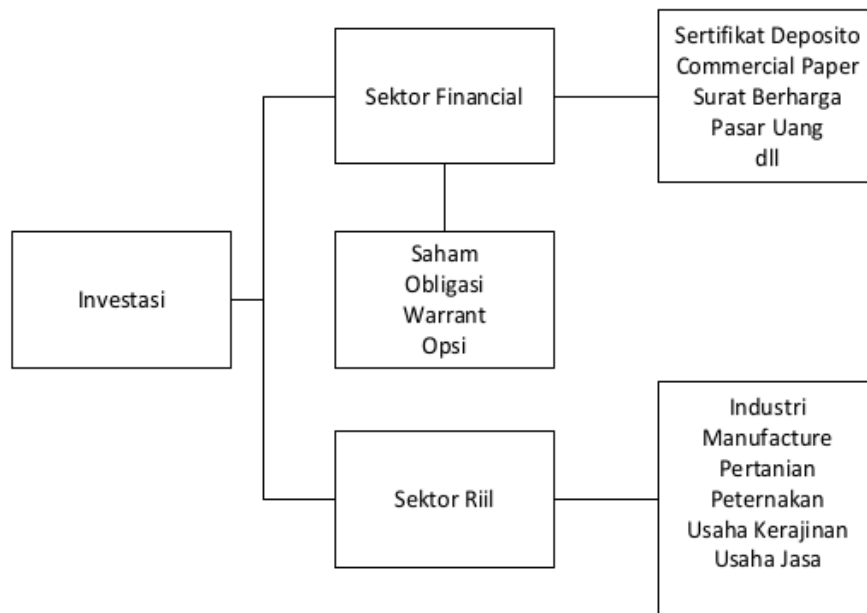 Sertifikat Deposito
Commercial Paper
Surat Berharga
Pasar Uang
dll
Sektor Financial
Saham
Obligasi
Warrant
Opsi
Investasi
Industri
Manufacture
Pertanian
Peternakan
Usaha Kerajinan
Usaha Jasa
Sektor Riil